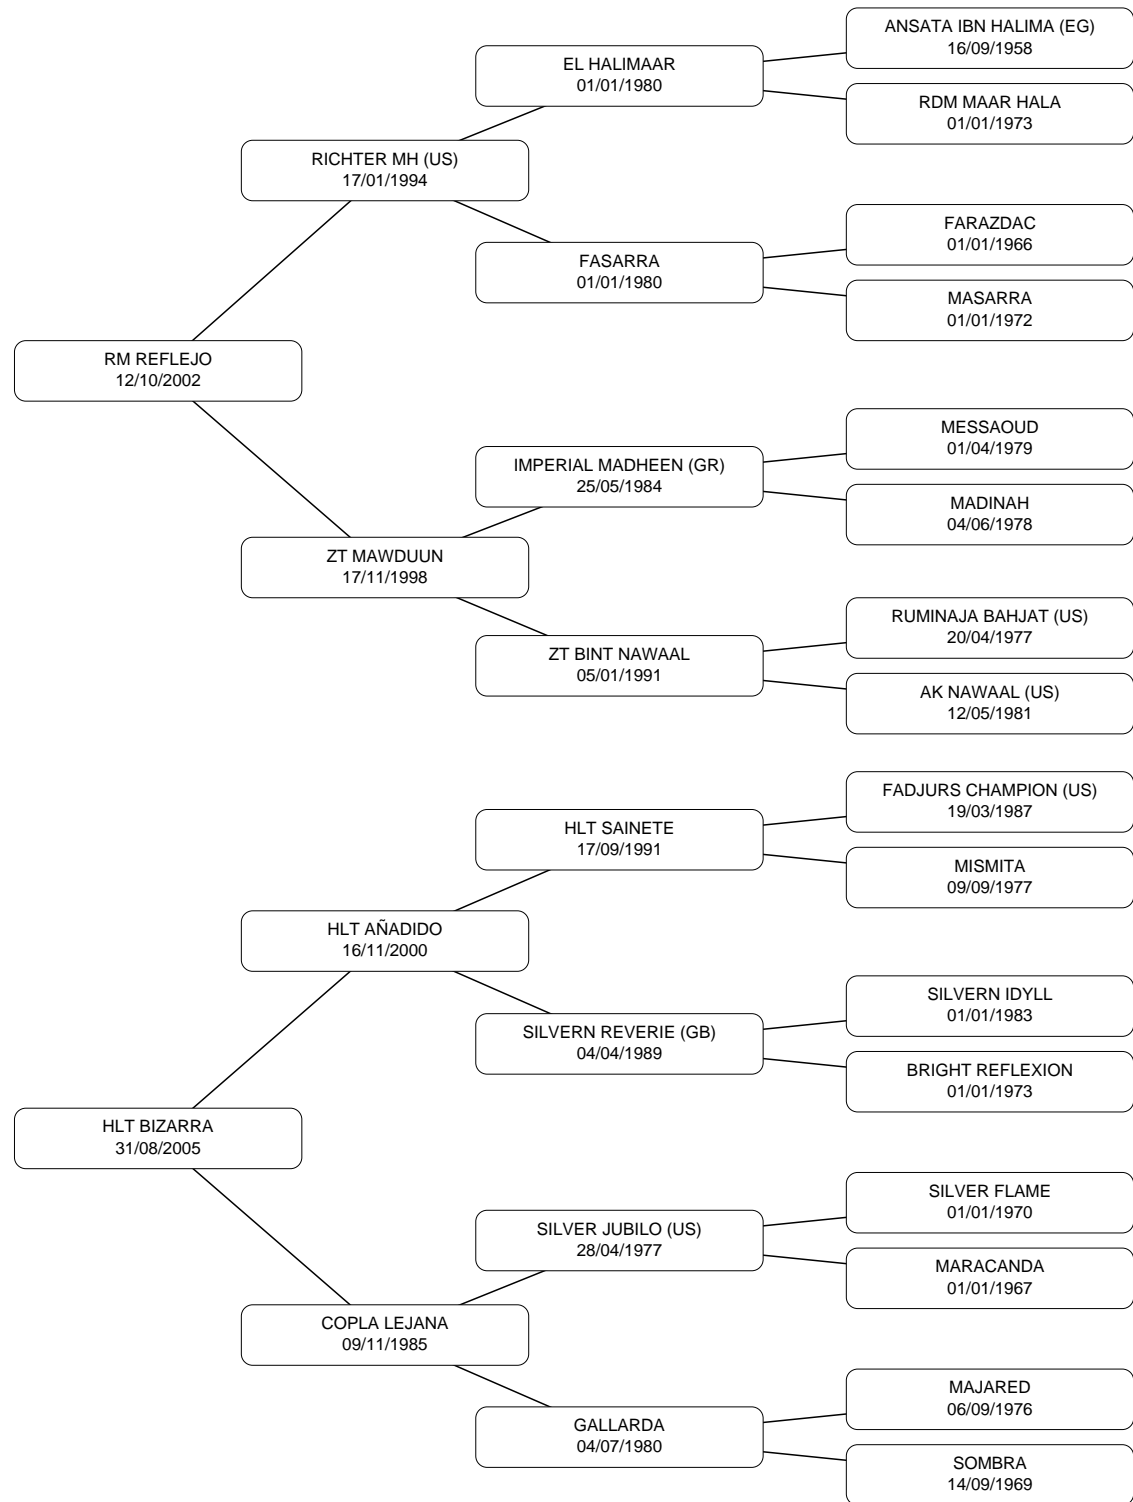 ANSATA IBN HALIMA (EG)
16/09/1958
EL HALIMAAR
01/01/1980
RDM MAAR HALA
01/01/1973
RICHTER MH (US)
17/01/1994
FARAZDAC
01/01/1966
FASARRA
01/01/1980
MASARRA
01/01/1972
RM REFLEJO
12/10/2002
MESSAOUD
01/04/1979
IMPERIAL MADHEEN (GR)
25/05/1984
MADINAH
04/06/1978
ZT MAWDUUN
17/11/1998
RUMINAJA BAHJAT (US)
20/04/1977
ZT BINT NAWAAL
05/01/1991
AK NAWAAL (US)
12/05/1981
FADJURS CHAMPION (US)
19/03/1987
HLT SAINETE
17/09/1991
MISMITA
09/09/1977
HLT AÑADIDO
16/11/2000
SILVERN IDYLL
01/01/1983
SILVERN REVERIE (GB)
04/04/1989
BRIGHT REFLEXION
01/01/1973
HLT BIZARRA
31/08/2005
SILVER FLAME
01/01/1970
SILVER JUBILO (US)
28/04/1977
MARACANDA
01/01/1967
COPLA LEJANA
09/11/1985
MAJARED
06/09/1976
GALLARDA
04/07/1980
SOMBRA
14/09/1969